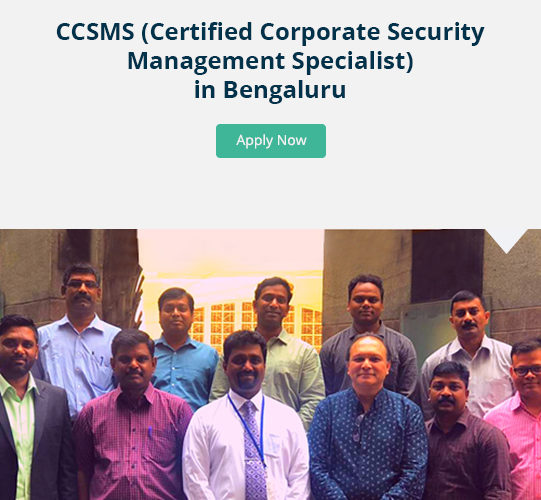 CCSMS (Certified Corporate Security
Management Specialist)
in Bengaluru
Apply Now